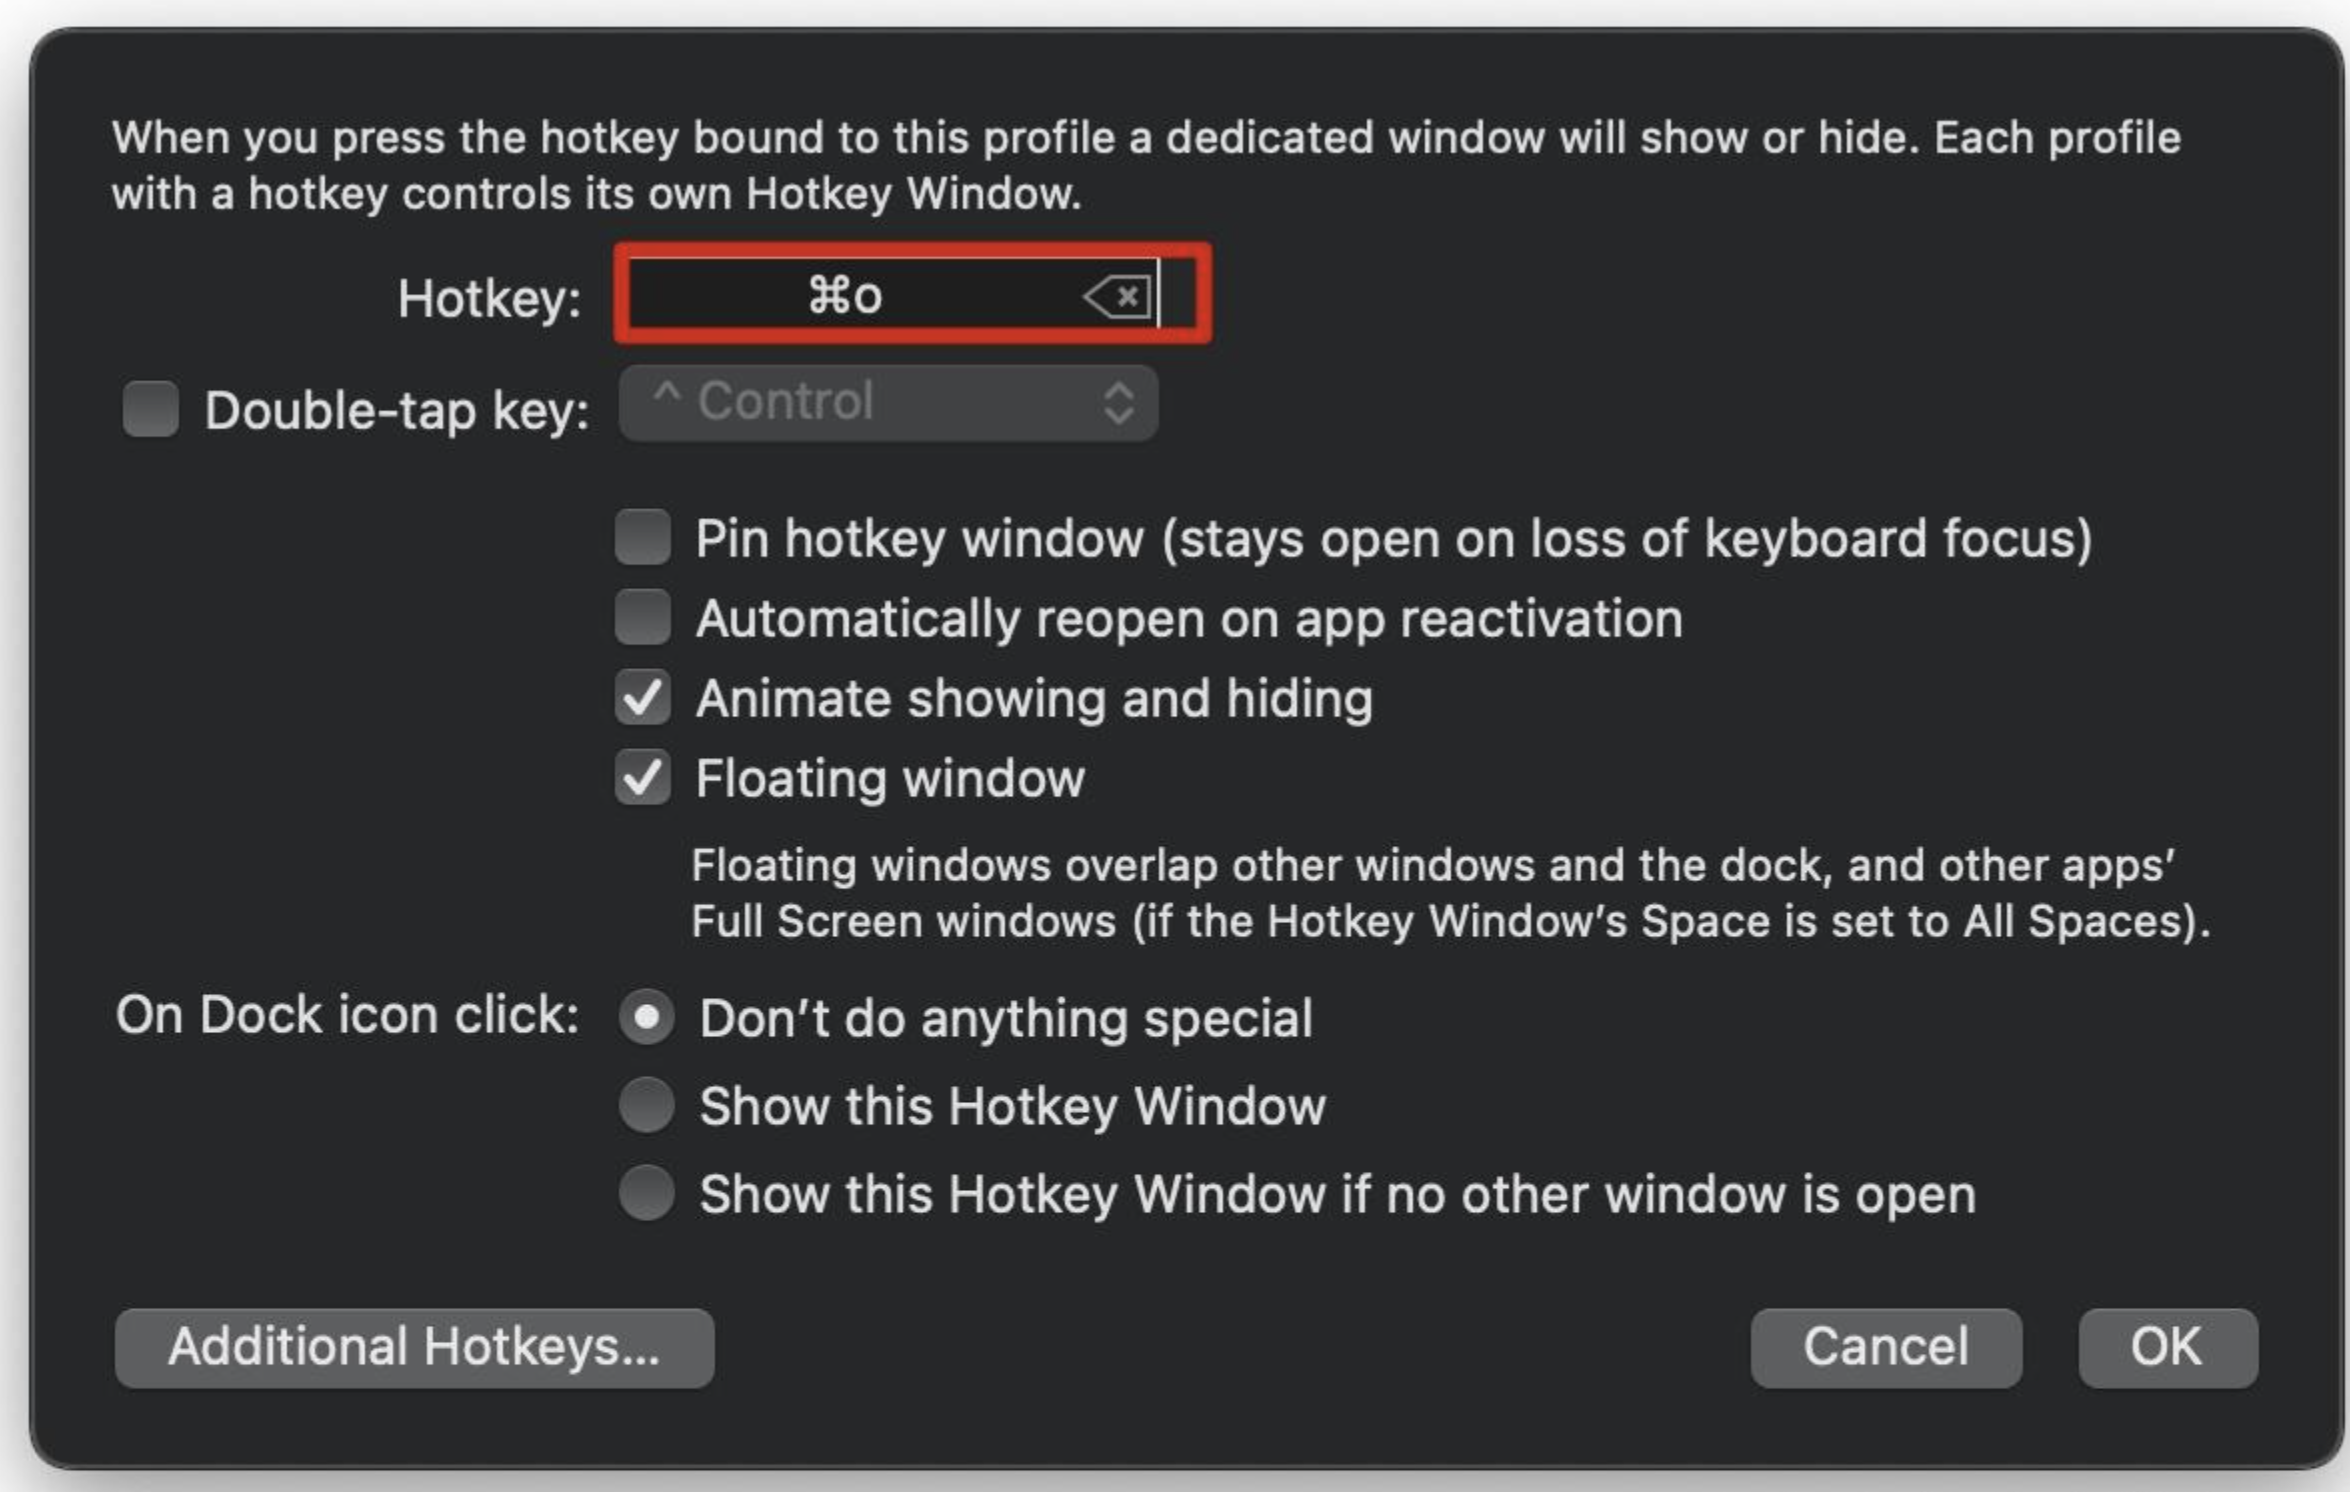 When you press the hotkey bound to this profile a dedicated window will show or hide. Each profile
with a hotkey controls its own Hotkey Window.
Hotkey: ⌘o
Double-tap key: ^ Control
Pin hotkey window (stays open on loss of keyboard focus)
Automatically reopen on app reactivation
Animate showing and hiding
Floating window
Floating windows overlap other windows and the dock, and other apps’
Full Screen windows (if the Hotkey Window’s Space is set to All Spaces).
On Dock icon click: Don’t do anything special
Show this Hotkey Window
Show this Hotkey Window if no other window is open
Additional Hotkeys... Cancel OK